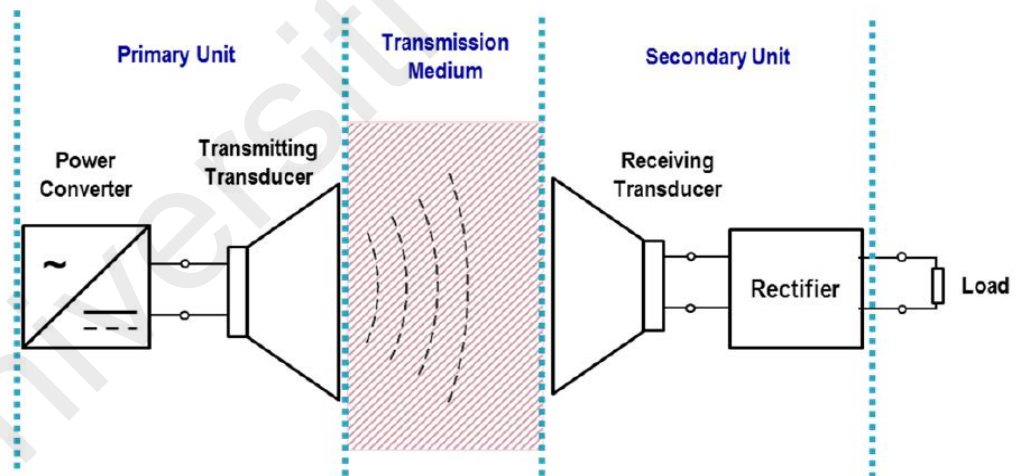 Primary Unit
Transmission
Medium
Secondary Unit
Power
Converter
Transmitting
Transducer
Receiving
Transducer
~
Rectifier
Load